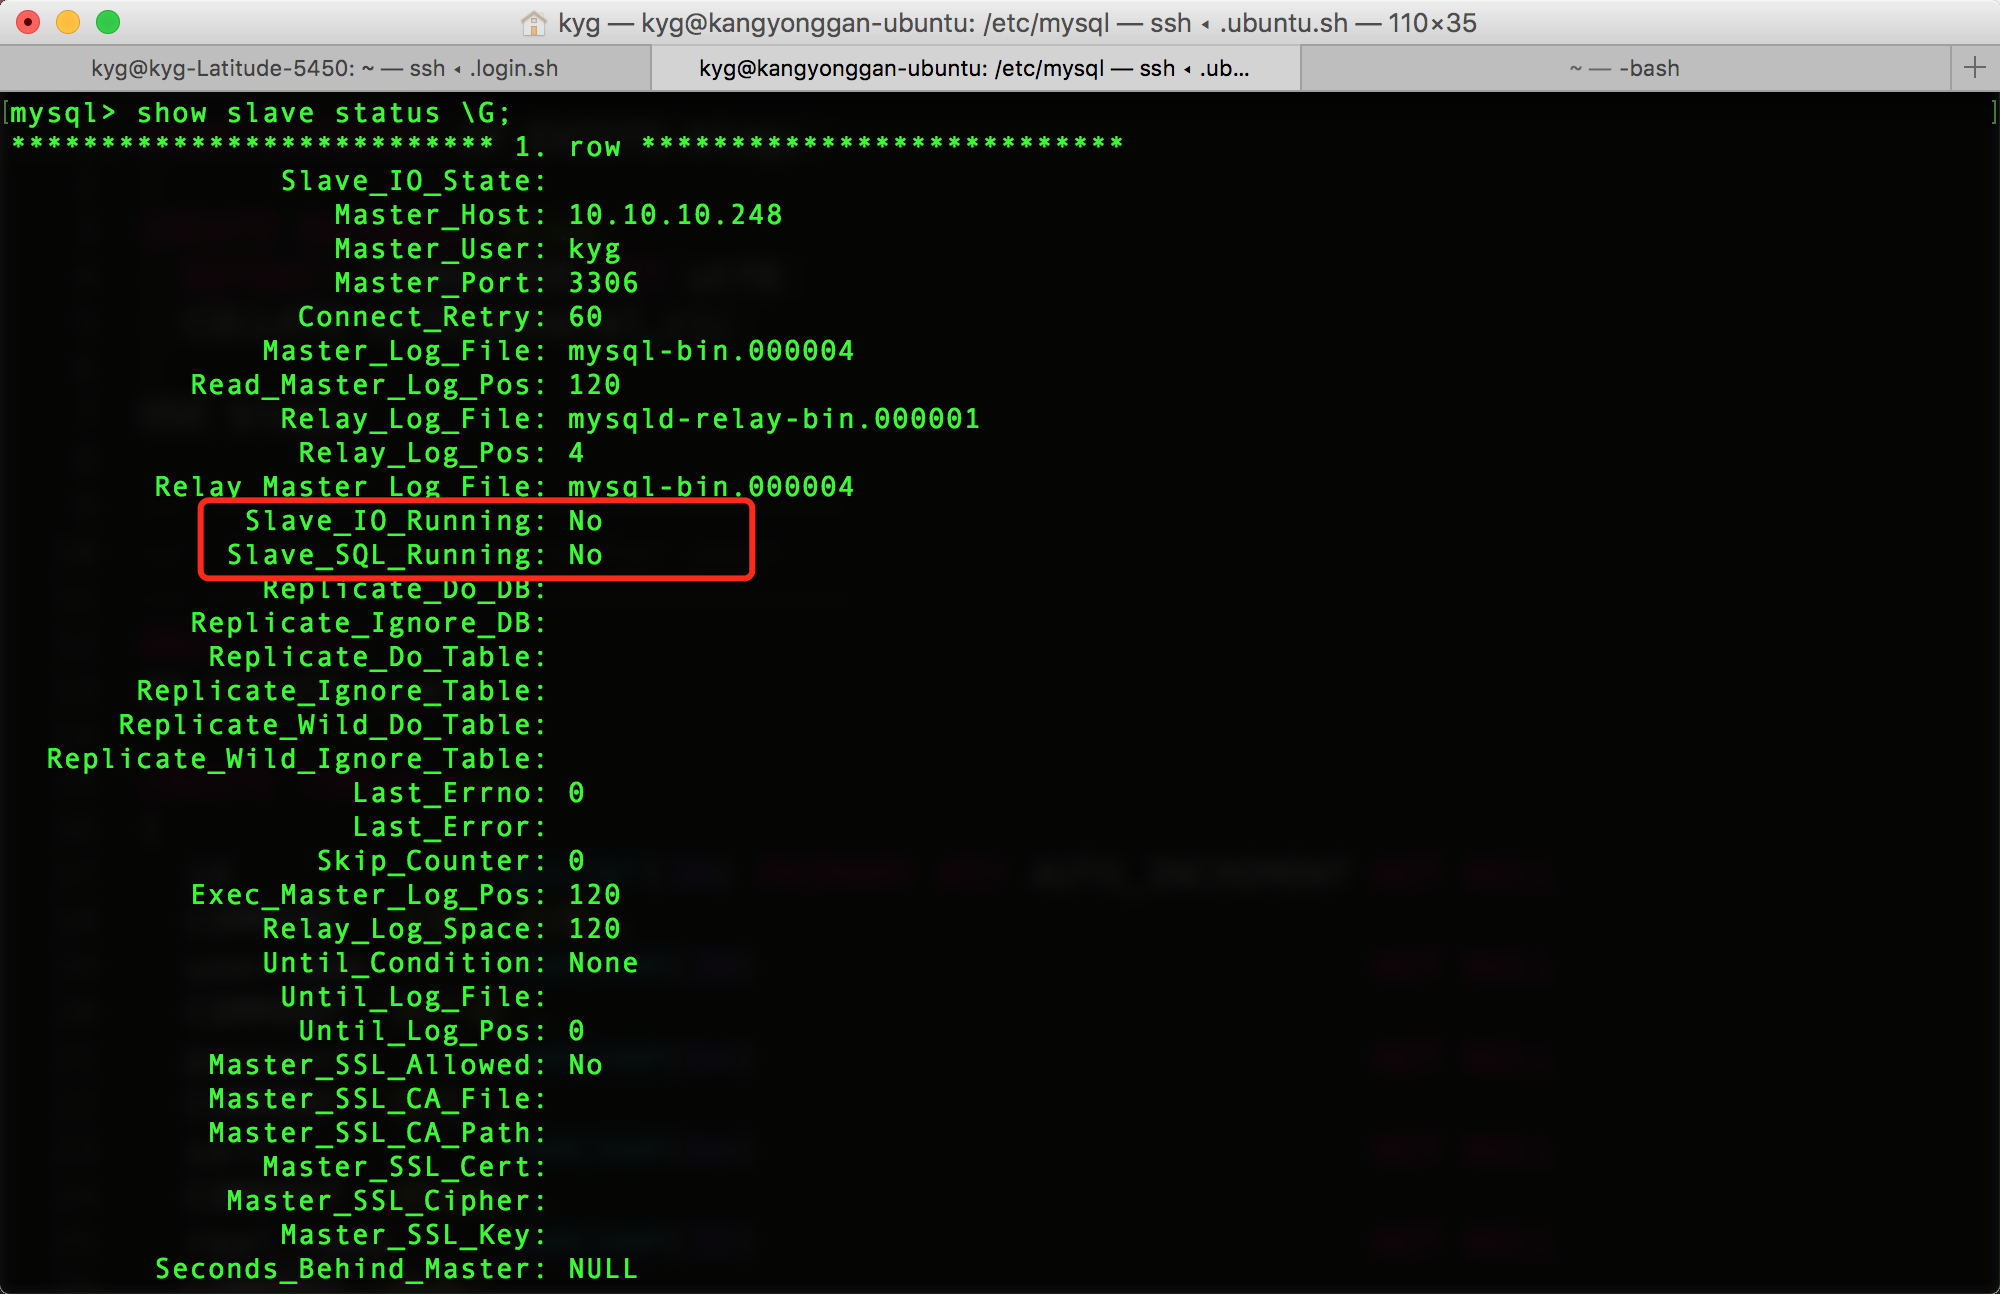 kyg — kyg@kangyonggan-ubuntu: /etc/mysql — ssh ◂ .ubuntu.sh — 110×35
kyg@kyg-Latitude-5450: ~ — ssh ◂ .login.sh
kyg@kangyonggan-ubuntu: /etc/mysql — ssh ◂ .ub...
~ — -bash
[mysql> show slave status \G; ]
*************************** 1. row ***************************
Slave_IO_State:
Master_Host: 10.10.10.248
Master_User: kyg
Master_Port: 3306
Connect_Retry: 60
Master_Log_File: mysql-bin.000004
Read_Master_Log_Pos: 120
Relay_Log_File: mysqld-relay-bin.000001
Relay_Log_Pos: 4
Relay_Master_Log_File: mysql-bin.000004
Slave_IO_Running: No
Slave_SQL_Running: No
Replicate_Do_DB:
Replicate_Ignore_DB:
Replicate_Do_Table:
Replicate_Ignore_Table:
Replicate_Wild_Do_Table:
Replicate_Wild_Ignore_Table:
Last_Errno: 0
Last_Error:
Skip_Counter: 0
Exec_Master_Log_Pos: 120
Relay_Log_Space: 120
Until_Condition: None
Until_Log_File:
Until_Log_Pos: 0
Master_SSL_Allowed: No
Master_SSL_CA_File:
Master_SSL_CA_Path:
Master_SSL_Cert:
Master_SSL_Cipher:
Master_SSL_Key:
Seconds_Behind_Master: NULL